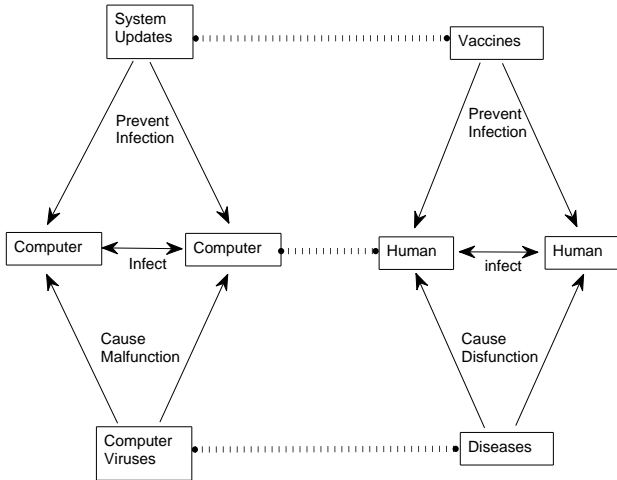 System
Updates
Vaccines
Prevent
Infection
Prevent
Infection
Computer
Infect
Computer
Human
infect
Human
Cause
Malfunction
Cause
Disfunction
Computer
Viruses
Diseases